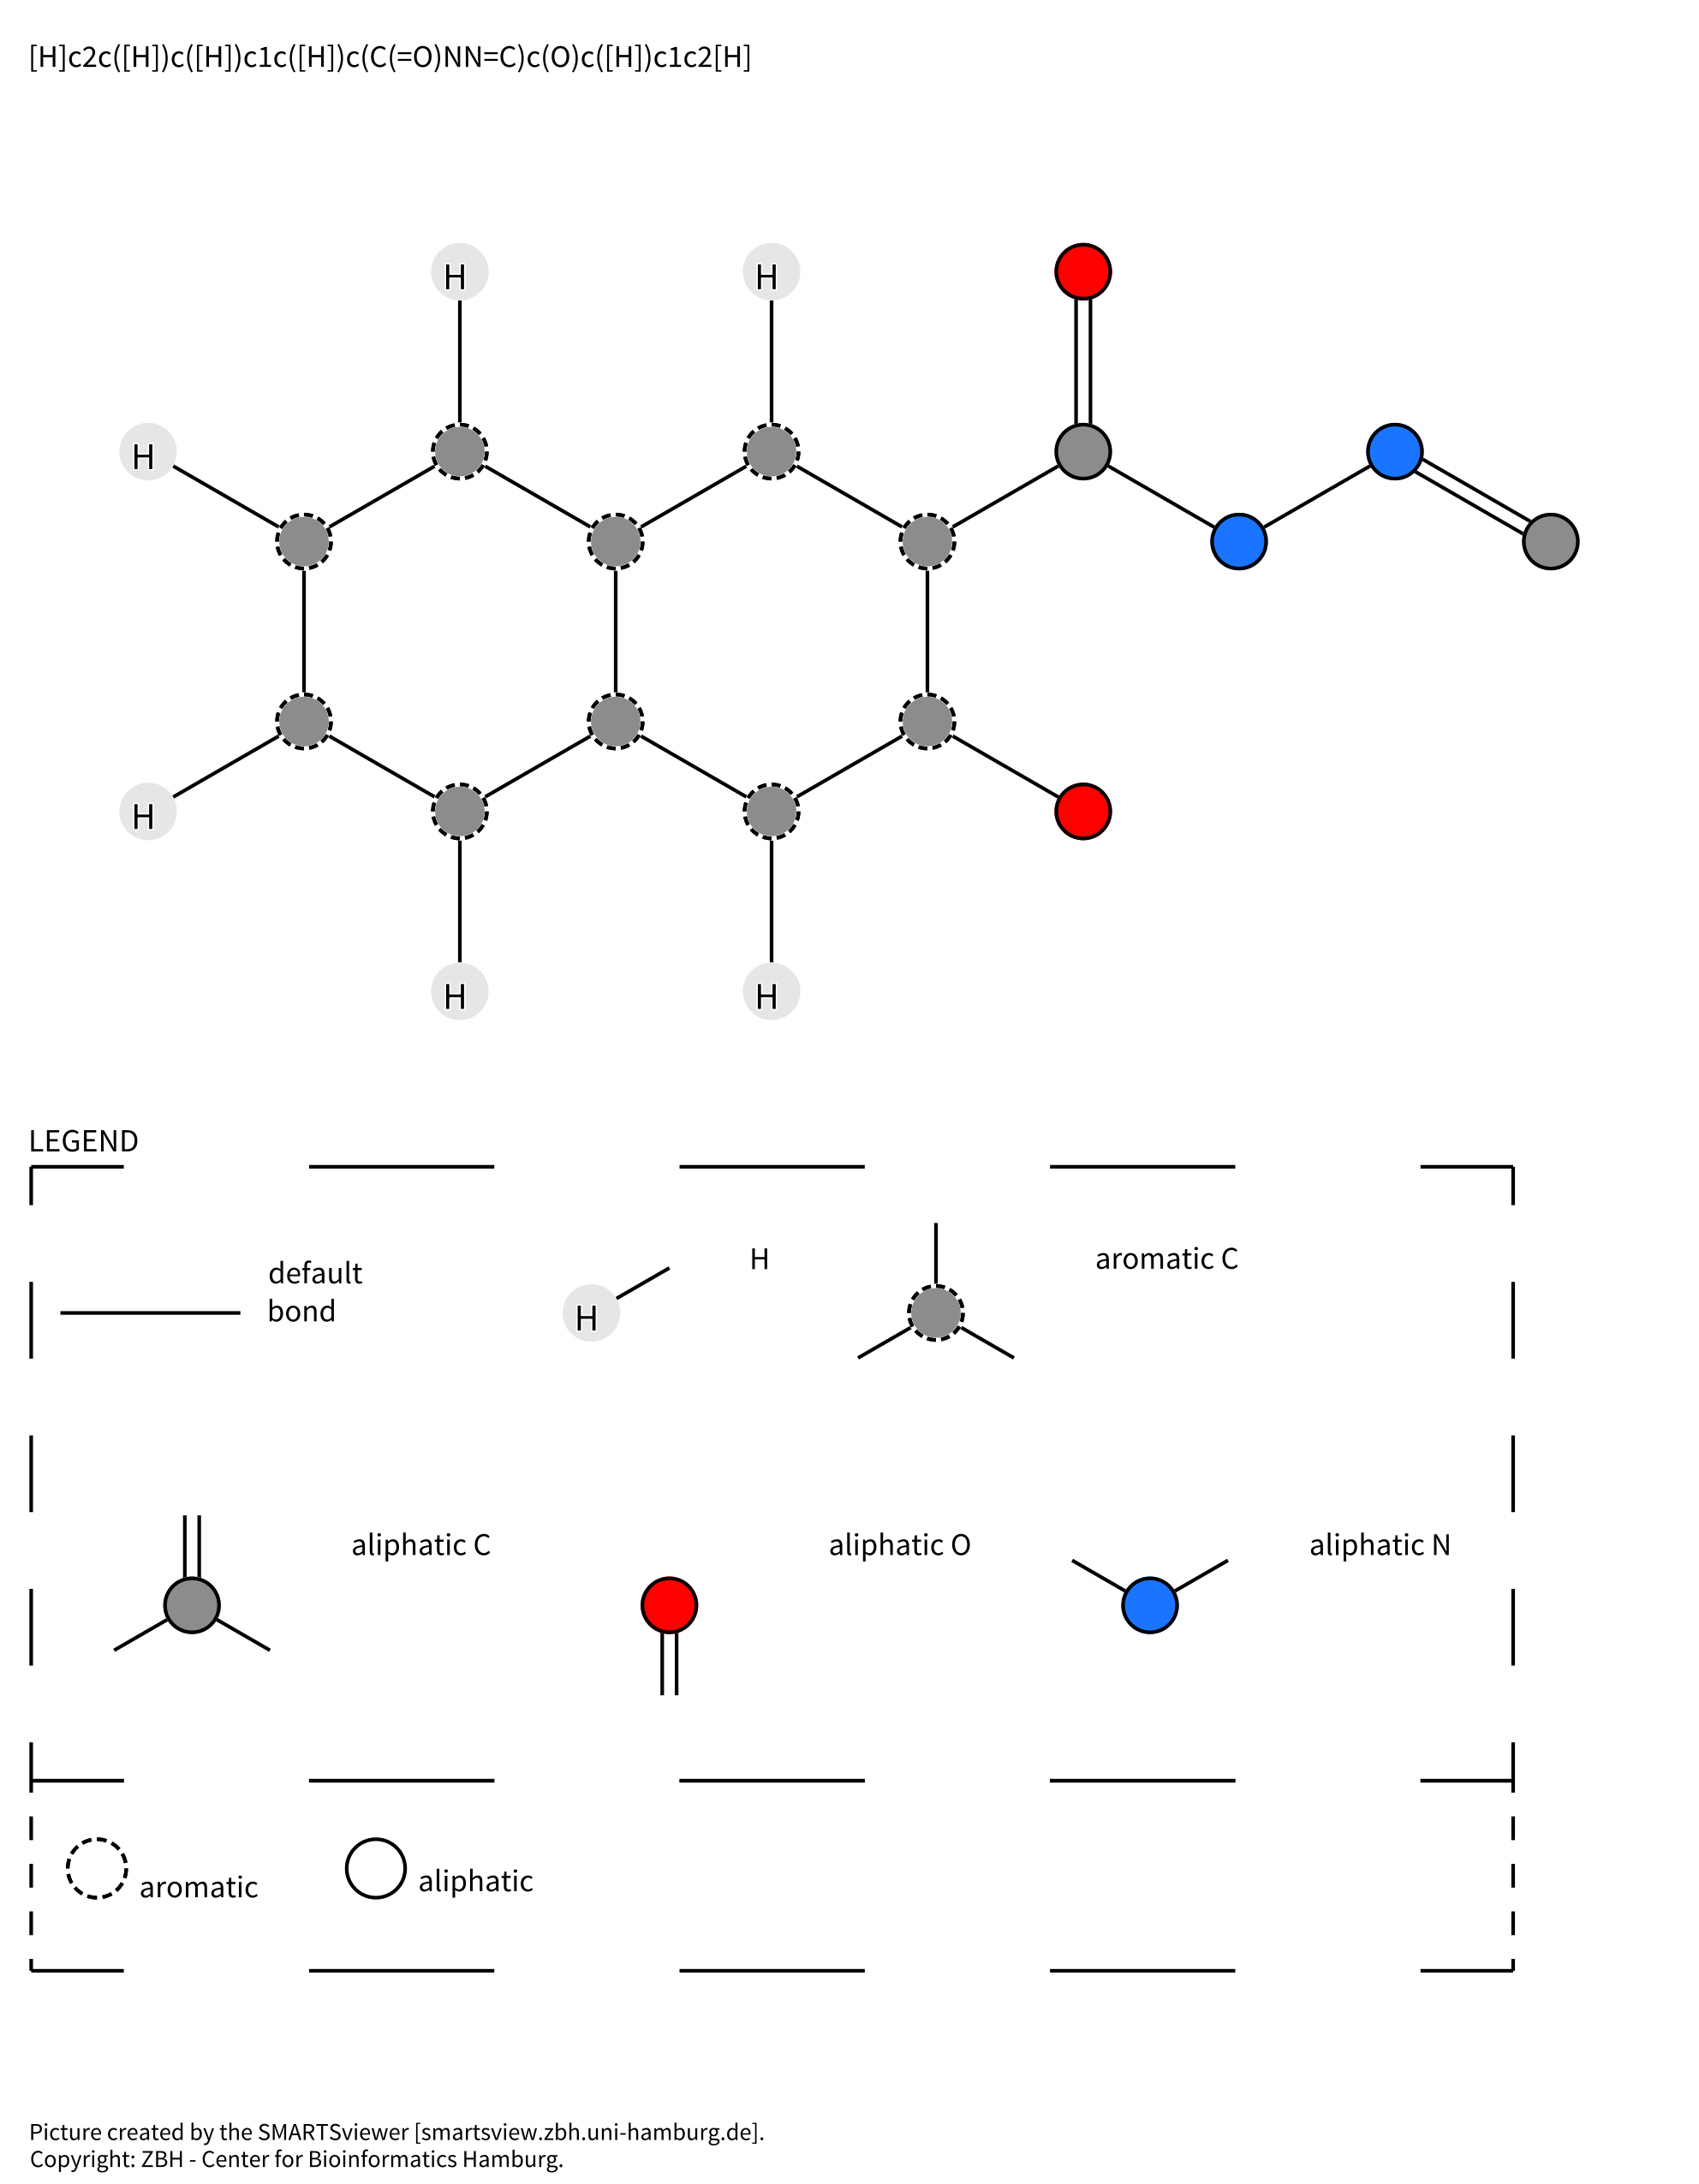 [H]c2c([H])c([H])c1c([H])c(C(=O)NN=C)c(O)c([H])c1c2[H]
H H
H
H
H H
LEGEND
default
bond
H H
aromatic C
aliphatic C
aliphatic O
aliphatic N
aromatic
aliphatic
Picture created by the SMARTSviewer [smartsview.zbh.uni-hamburg.de].
Copyright: ZBH - Center for Bioinformatics Hamburg.